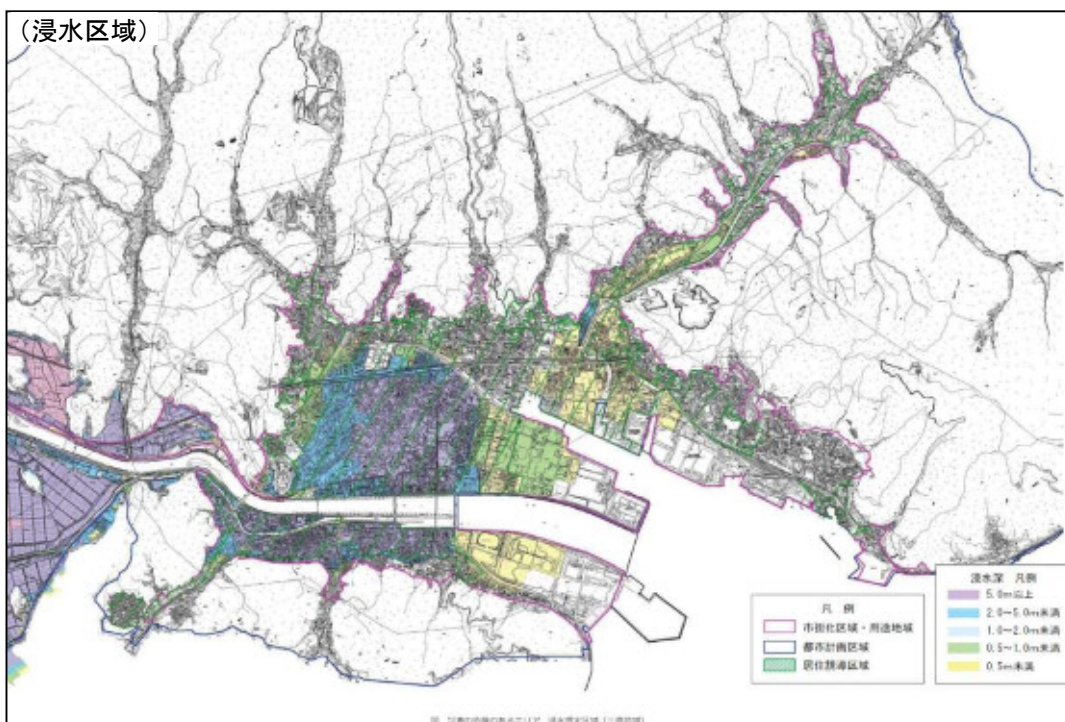 (浸水区域)
凡 例
市街化区域・用途地域
都市計画区域
居住誘導区域
浸水深 凡例
5.0m以上
2.0~5.0m未満
1.0~2.0m未満
0.5~1.0m未満
0.5m未満